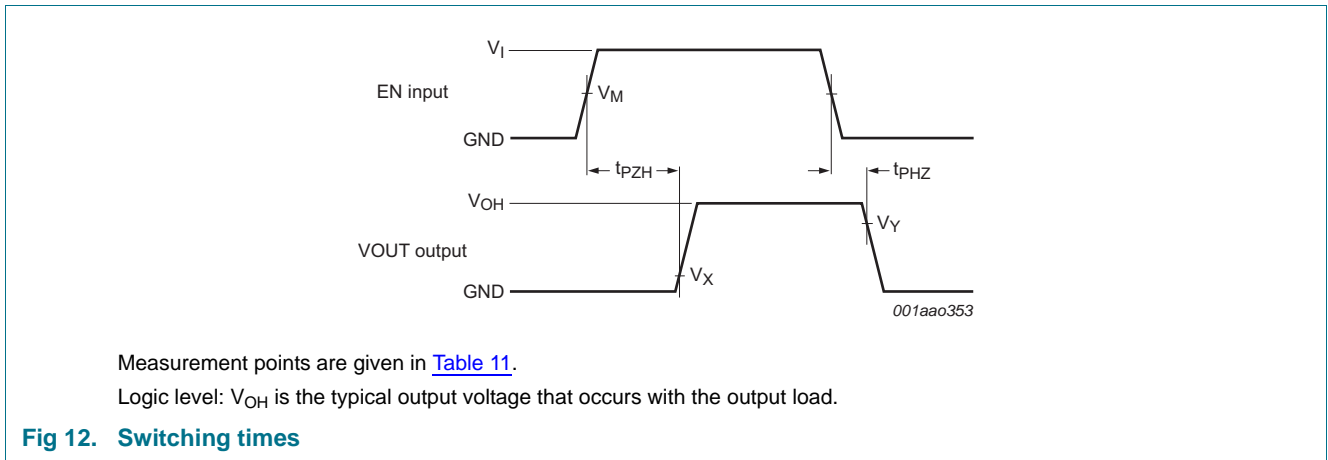 VI
EN input
VM
GND
tPZH
tPHZ
VOH
VY
VOUT output
VX
GND
001aao353
Measurement points are given in Table 11.
Logic level: VOH is the typical output voltage that occurs with the output load.
Fig 12. Switching times